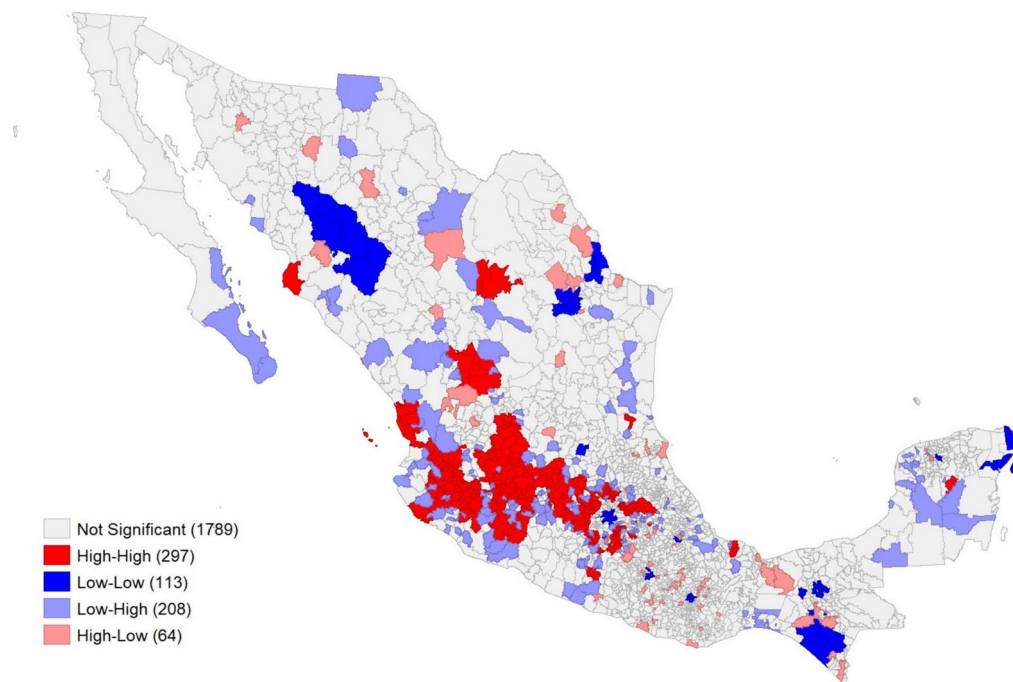 Not Significant (1789)
High-High (297)
Low-Low (113)
Low-High (208)
High-Low (64)